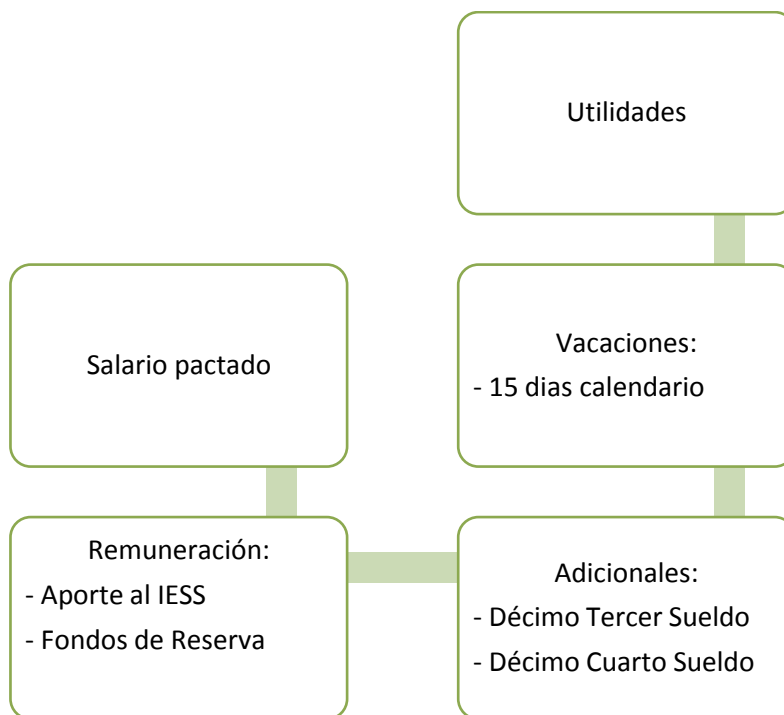 Salario pactado
Remuneración:
- Aporte al IESS
- Fondos de Reserva
Adicionales:
- Décimo Tercer Sueldo
- Décimo Cuarto Sueldo
Vacaciones:
- 15 dias calendario
Utilidades